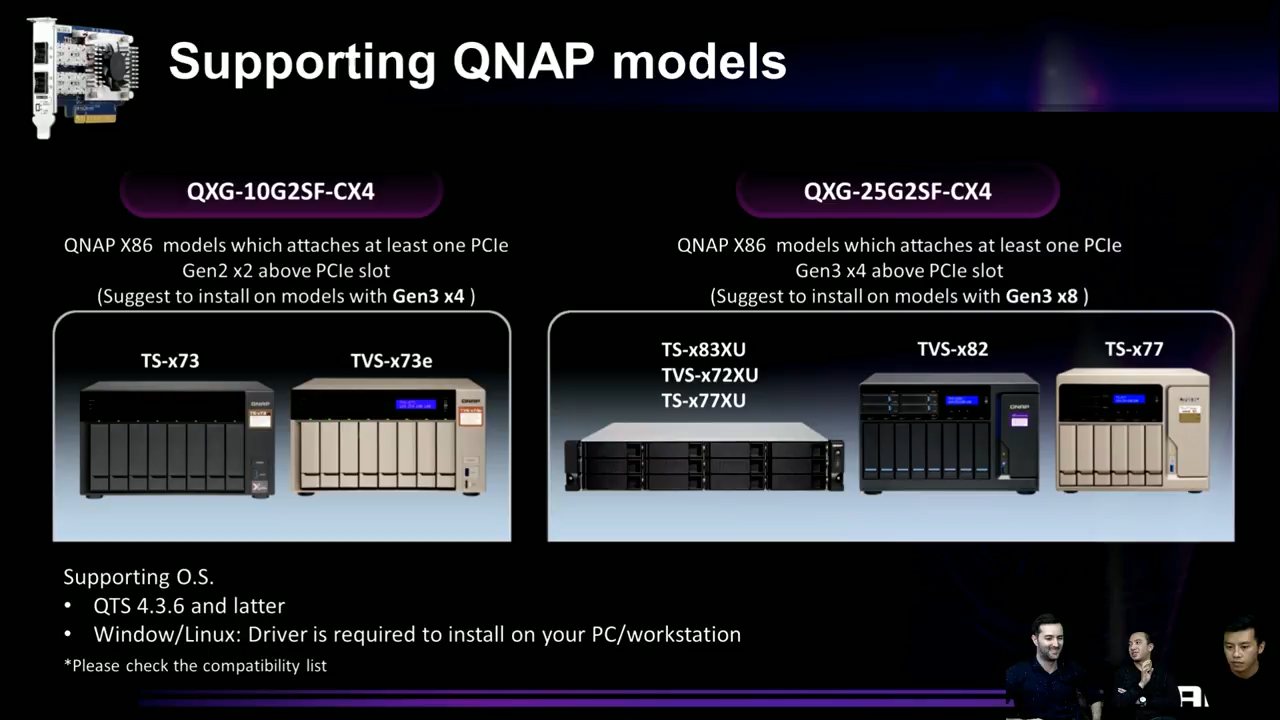 Supporting QNAP models
QXG-10G2SF-CX4
QNAP X86 models which attaches at least one PCIe
Gen2 x2 above PCIe slot
(Suggest to install on models with Gen3 x4 )
TS-x73
TVS-x73e
QXG-25G2SF-CX4
QNAP X86 models which attaches at least one PCIe
Gen3 x4 above PCIe slot
(Suggest to install on models with Gen3 x8 )
TS-x83XU
TVS-x72XU
TS-x77XU
TVS-x82
TS-x77
QNAP
QNAP
Supporting O.S.
• QTS 4.3.6 and latter
• Window/Linux: Driver is required to install on your PC/workstation
*Please check the compatibility list